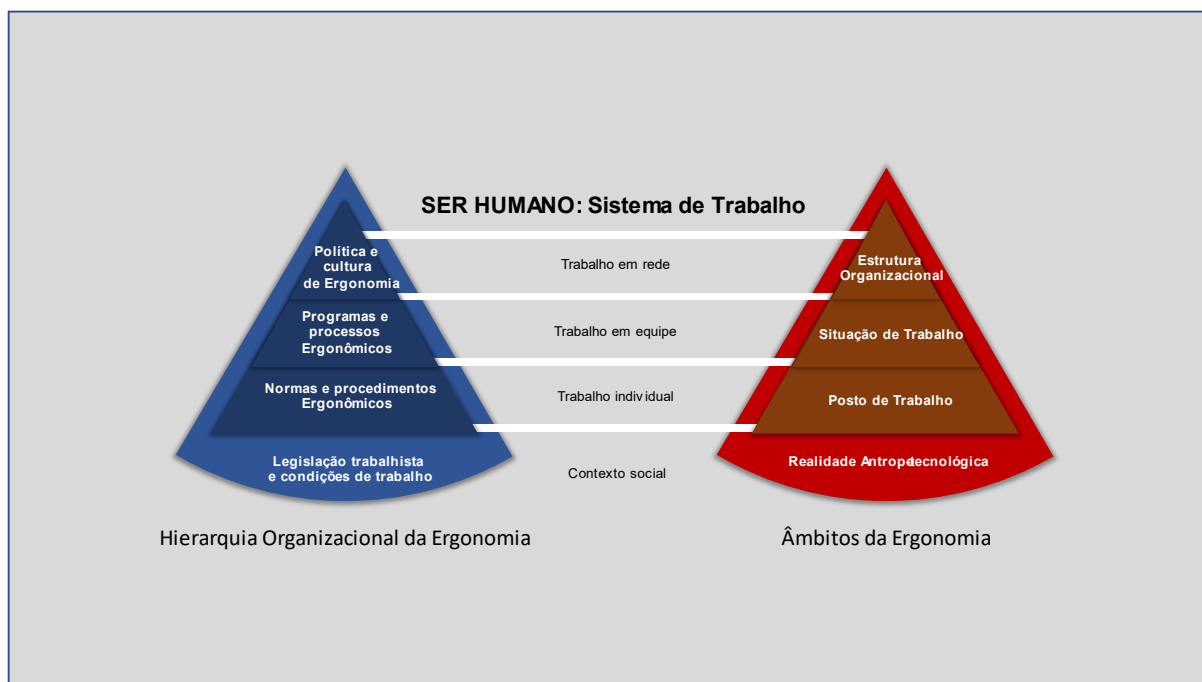 SER HUMANO: Sistema de Trabalho
Política e
cultura
de Ergonomia
Trabalho em rede
Estrutura
Organizacional
Programas e
processos
Ergonômicos
Trabalho em equipe
Situação de Trabalho
Normas e procedimentos
Ergonômicos
Trabalho individual
Posto de Trabalho
Legislação trabalhista
e condições de trabalho
Contexto social
Realidade Antropotecnológica
Hierarquia Organizacional da Ergonomia
Âmbitos da Ergonomia